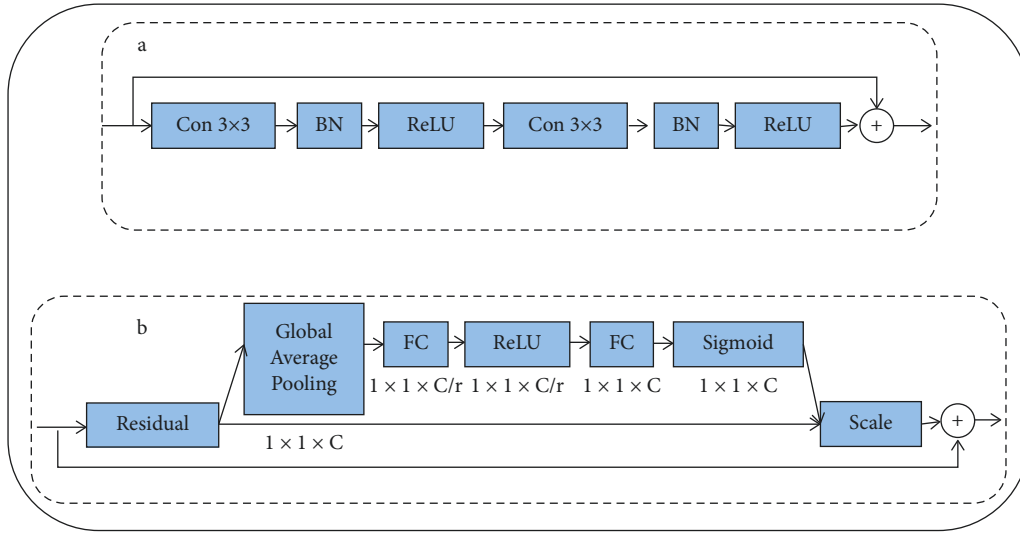 a
Con 3×3
BN
ReLU
Con 3×3
BN
ReLU
+
b
Global
Average
Pooling
FC
ReLU
FC
Sigmoid
1 × 1 × C/r
1 × 1 × C/r
1 × 1 × C
1 × 1 × C
Residual
1 × 1 × C
Scale
+